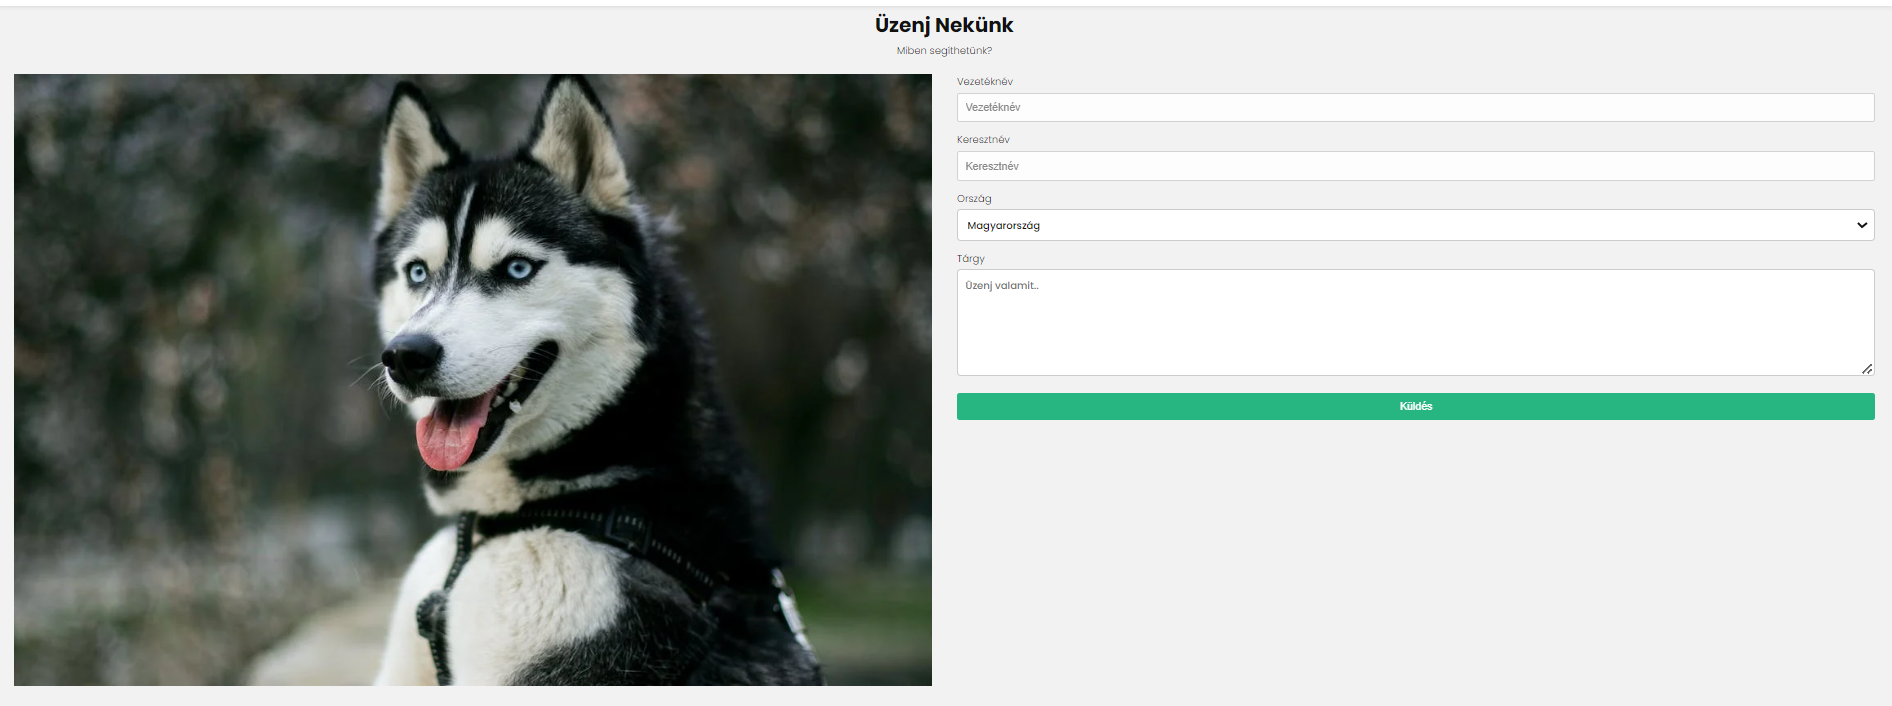 Üzenj Nekünk
Miben segíthetünk?
Vezetéknév
Vezetéknév
Keresztnév
Keresztnév
Ország
Magyarország
Tárgy
Üzenj valamit..
Küldés